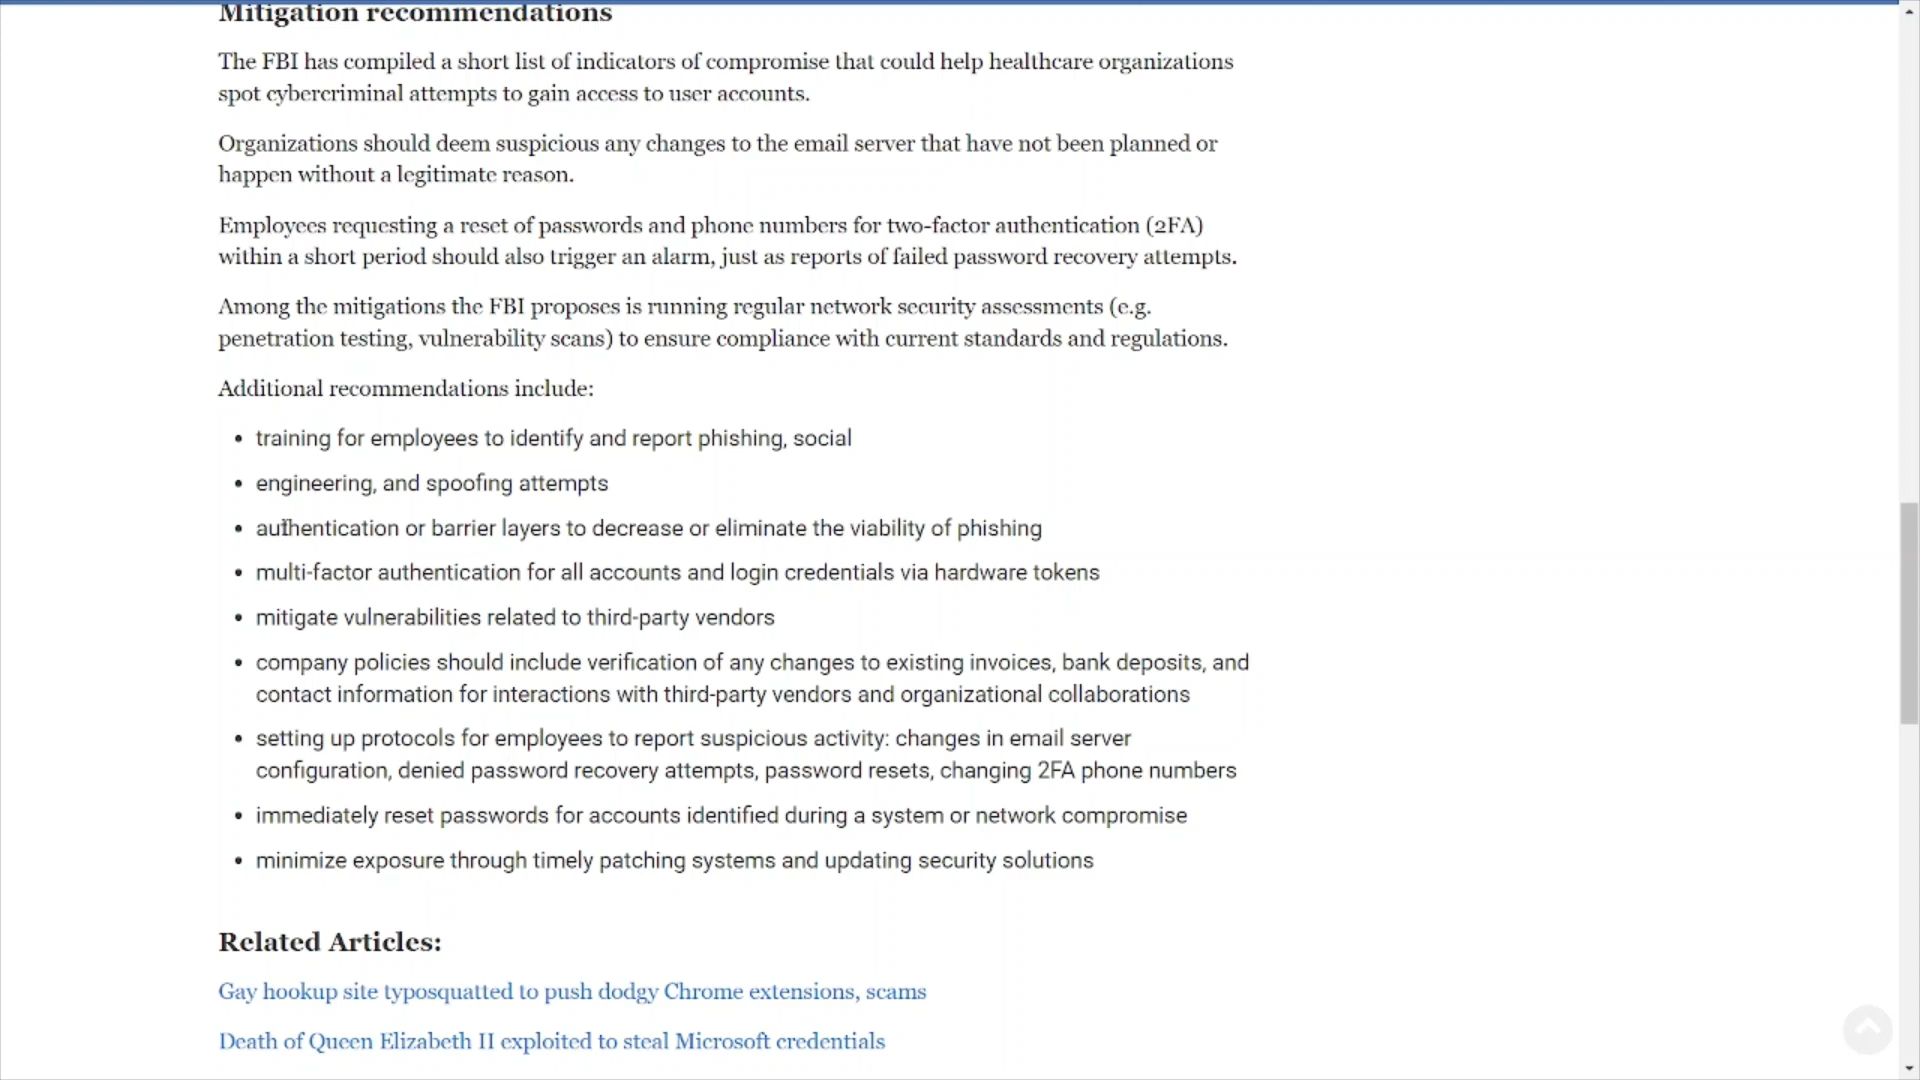 Mitigation recommendations
The FBI has compiled a short list of indicators of compromise that could help healthcare organizations
spot cybercriminal attempts to gain access to user accounts.
Organizations should deem suspicious any changes to the email server that have not been planned or
happen without a legitimate reason.
Employees requesting a reset of passwords and phone numbers for two-factor authentication (2FA)
within a short period should also trigger an alarm, just as reports of failed password recovery attempts.
Among the mitigations the FBI proposes is running regular network security assessments (e.g.
penetration testing, vulnerability scans) to ensure compliance with current standards and regulations.
Additional recommendations include:
• training for employees to identify and report phishing, social
• engineering, and spoofing attempts
• authentication or barrier layers to decrease or eliminate the viability of phishing
• multi-factor authentication for all accounts and login credentials via hardware tokens
• mitigate vulnerabilities related to third-party vendors
• company policies should include verification of any changes to existing invoices, bank deposits, and
contact information for interactions with third-party vendors and organizational collaborations
• setting up protocols for employees to report suspicious activity: changes in email server
configuration, denied password recovery attempts, password resets, changing 2FA phone numbers
• immediately reset passwords for accounts identified during a system or network compromise
• minimize exposure through timely patching systems and updating security solutions
Related Articles:
Gay hookup site typosquatted to push dodgy Chrome extensions, scams
Death of Queen Elizabeth II exploited to steal Microsoft credentials